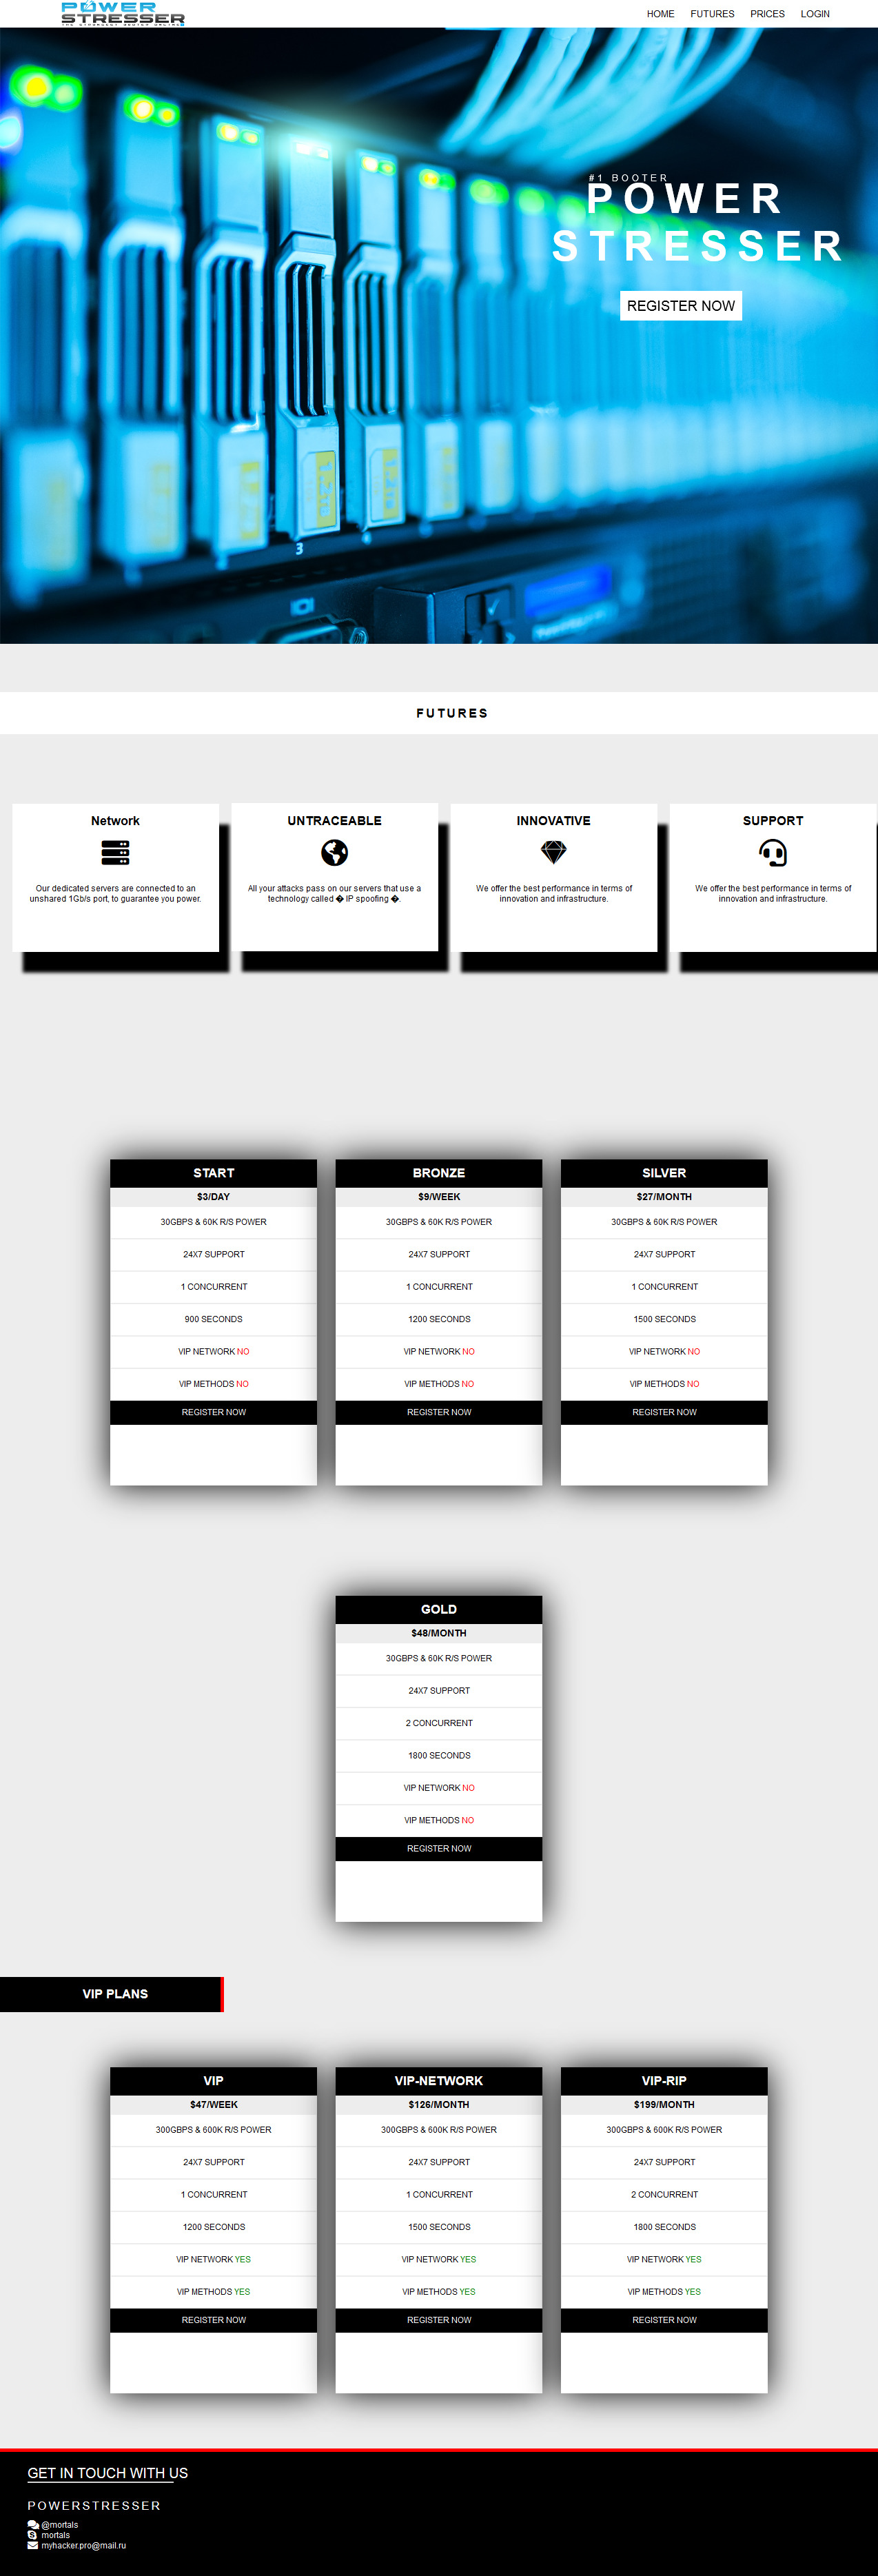 POWER
STRESSER
HOME FUTURES PRICES LOGIN
#1 BOOTER
POWER
STRESSER
REGISTER NOW
3
FUTURES
Network
Our dedicated servers are connected to an
unshared 1Gb/s port, to guarantee you power.
UNTRACEABLE
All your attacks pass on our servers that use a
technology called � IP spoofing �.
INNOVATIVE
We offer the best performance in terms of
innovation and infrastructure.
SUPPORT
We offer the best performance in terms of
innovation and infrastructure.
START
$3/DAY
30GBPS & 60K R/S POWER
24X7 SUPPORT
1 CONCURRENT
900 SECONDS
VIP NETWORK NO
VIP METHODS NO
REGISTER NOW
BRONZE
$9/WEEK
30GBPS & 60K R/S POWER
24X7 SUPPORT
1 CONCURRENT
1200 SECONDS
VIP NETWORK NO
VIP METHODS NO
REGISTER NOW
SILVER
$27/MONTH
30GBPS & 60K R/S POWER
24X7 SUPPORT
1 CONCURRENT
1500 SECONDS
VIP NETWORK NO
VIP METHODS NO
REGISTER NOW
GOLD
$48/MONTH
30GBPS & 60K R/S POWER
24X7 SUPPORT
2 CONCURRENT
1800 SECONDS
VIP NETWORK NO
VIP METHODS NO
REGISTER NOW
VIP PLANS
VIP
$47/WEEK
300GBPS & 600K R/S POWER
24X7 SUPPORT
1 CONCURRENT
1200 SECONDS
VIP NETWORK YES
VIP METHODS YES
REGISTER NOW
VIP-NETWORK
$126/MONTH
300GBPS & 600K R/S POWER
24X7 SUPPORT
1 CONCURRENT
1500 SECONDS
VIP NETWORK YES
VIP METHODS YES
REGISTER NOW
VIP-RIP
$199/MONTH
300GBPS & 600K R/S POWER
24X7 SUPPORT
2 CONCURRENT
1800 SECONDS
VIP NETWORK YES
VIP METHODS YES
REGISTER NOW
GET IN TOUCH WITH US
POWERSTRESSER
@mortals
mortals
myhacker.pro@mail.ru